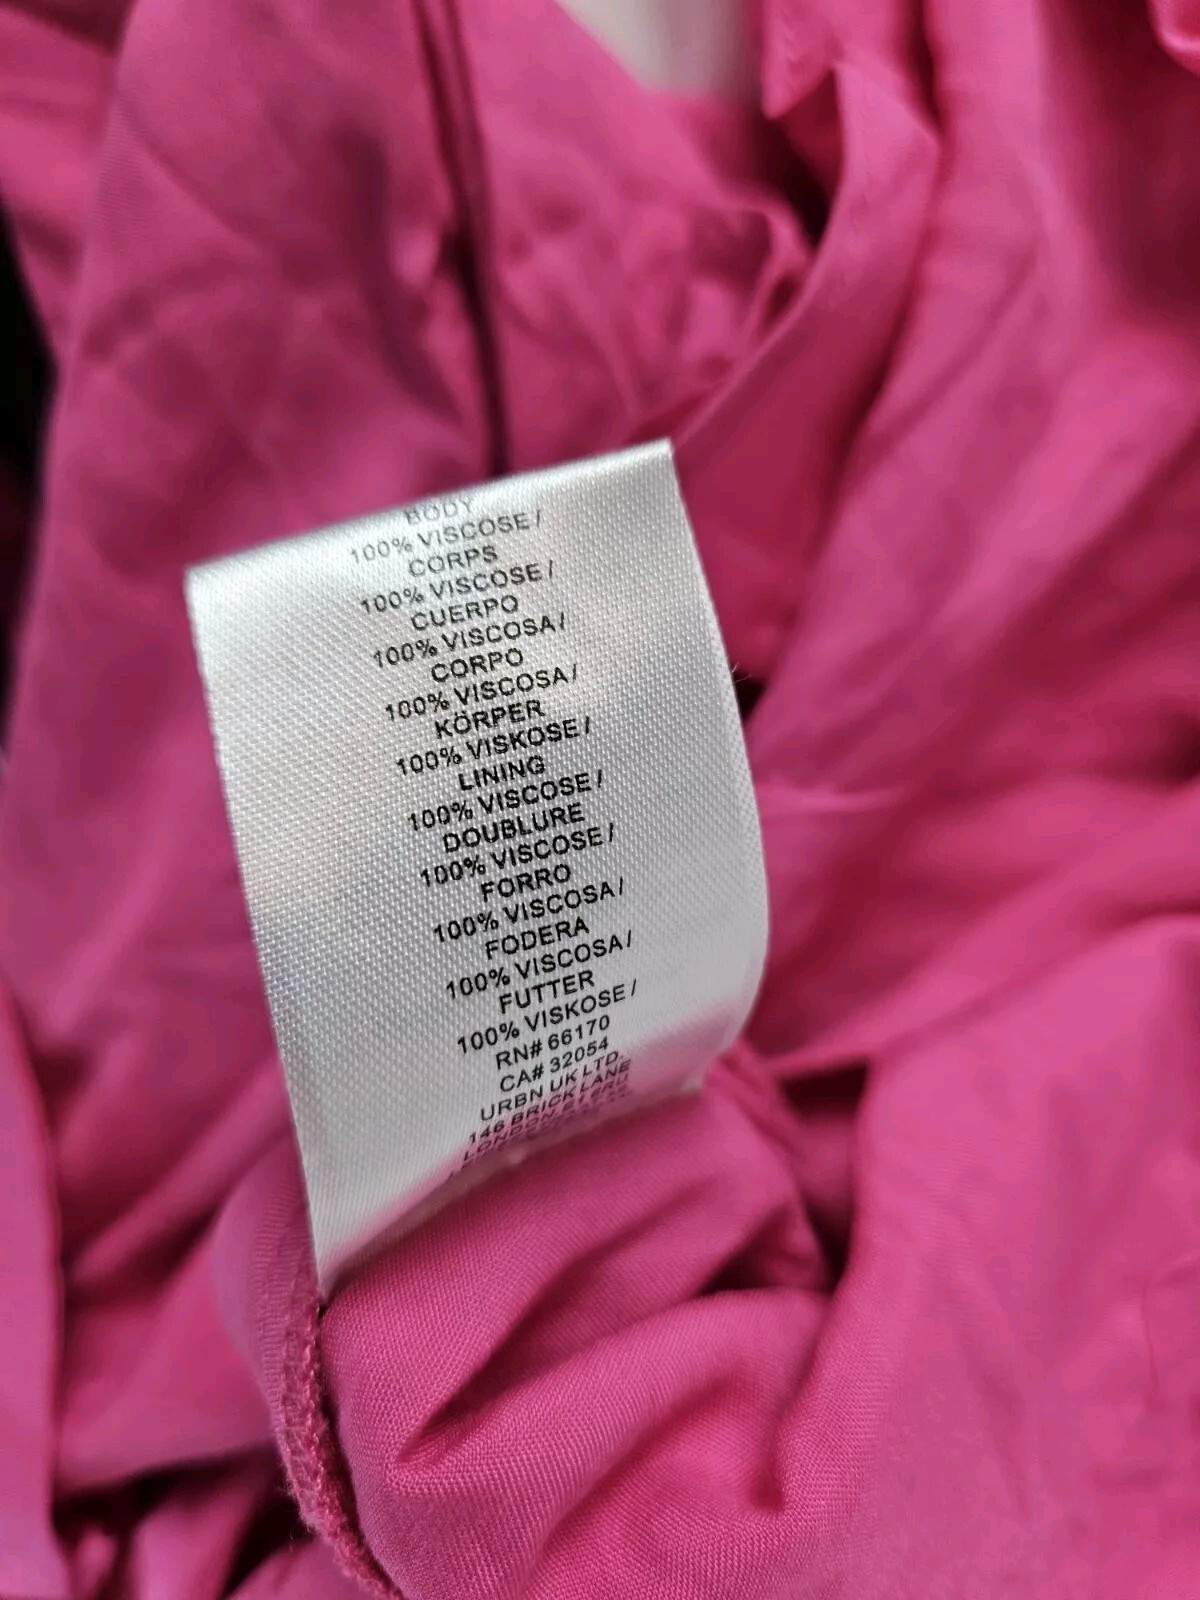 BODY
100% VISCOSE /
CORPS
100% VISCOSE /
CUERPO
100% VISCOSA /
CORPO
100% VISCOSA /
KÖRPER
100% VISKOSE /
LINING
100% VISCOSE /
DOUBLURE
100% VISCOSE /
FORRO
100% VISCOSA /
FODERA
100% VISCOSA /
FUTTER
100% VISKOSE /
RN# 66170
CA# 32054
URBN UK LTD.
146 BRICK LANE
LONDON